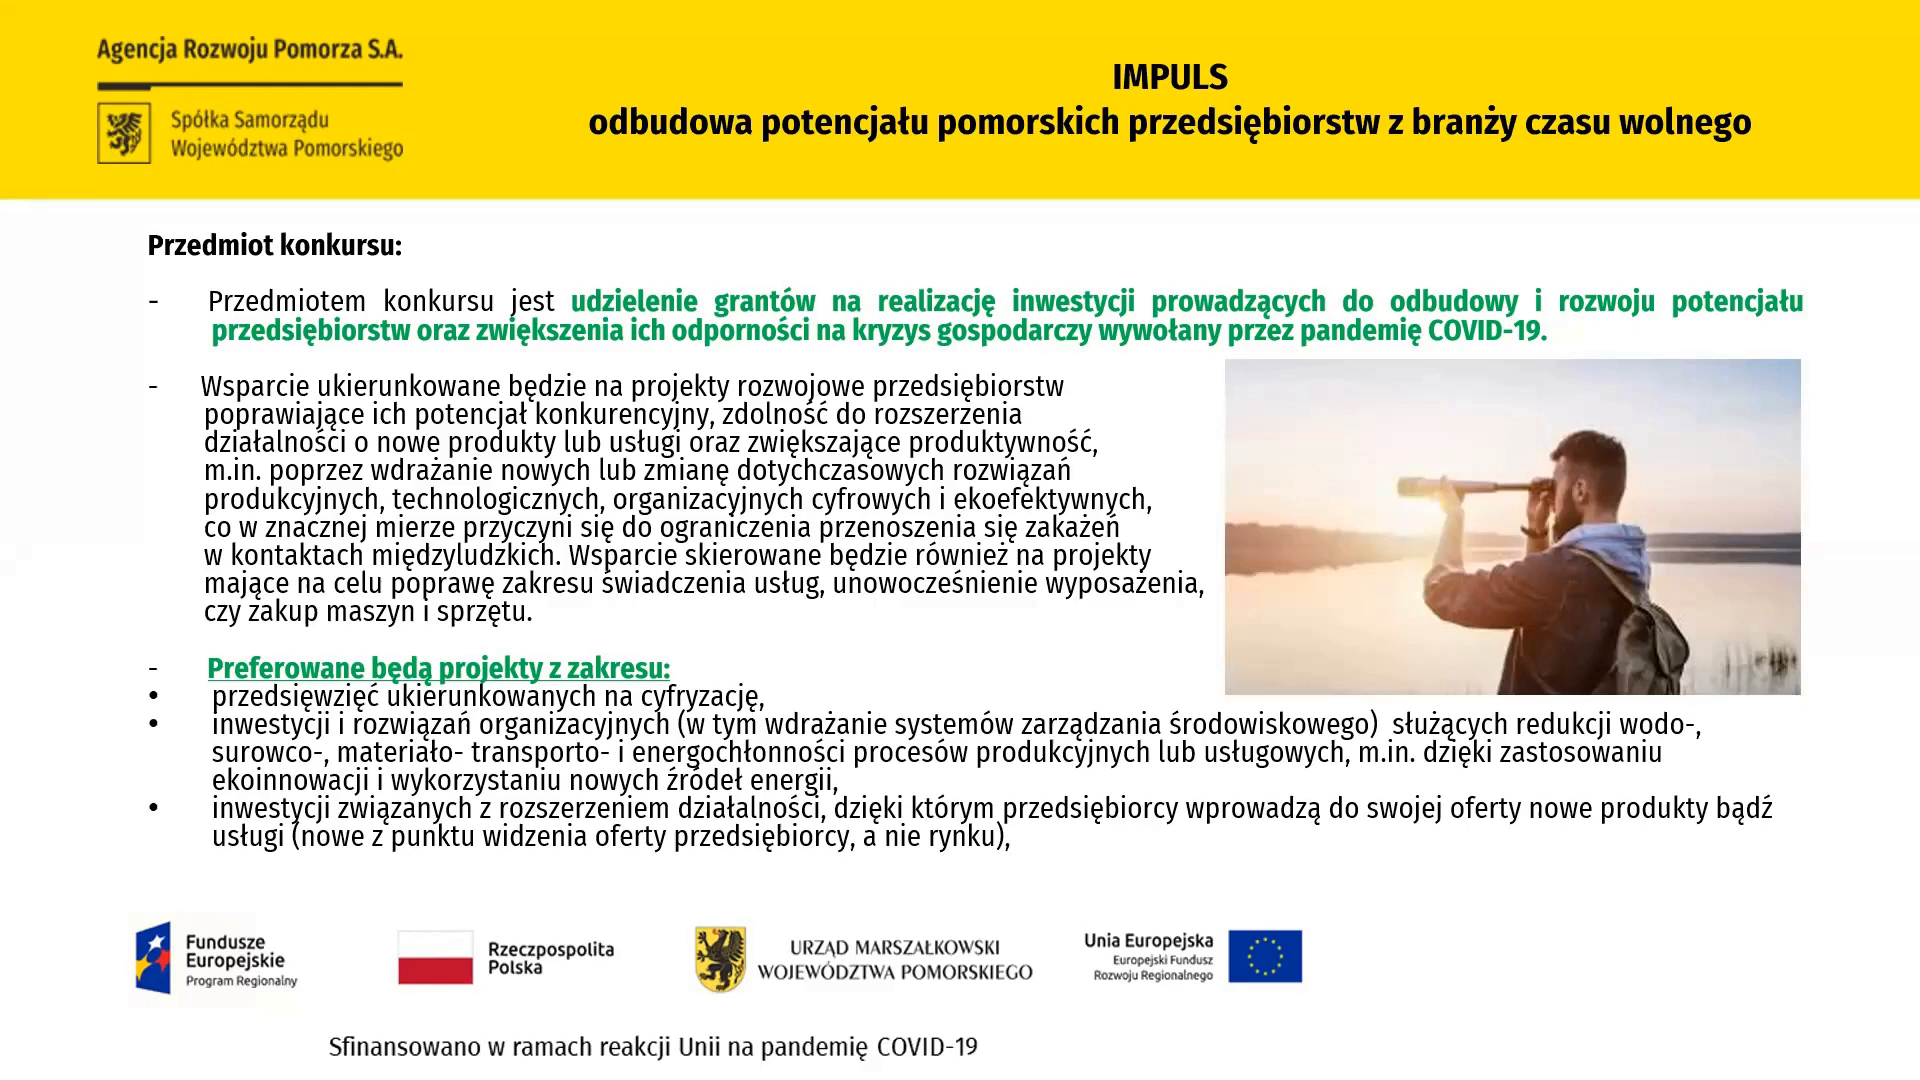 Agencja Rozwoju Pomorza S.A.
Spółka Samorządu
Województwa Pomorskiego
IMPULS
odbudowa potencjału pomorskich przedsiębiorstw z branży czasu wolnego
Przedmiot konkursu:
- Przedmiotem konkursu jest udzielenie grantów na realizację inwestycji prowadzących do odbudowy i rozwoju potencjału
przedsiębiorstw oraz zwiększenia ich odporności na kryzys gospodarczy wywołany przez pandemię COVID-19.
- Wsparcie ukierunkowane będzie na projekty rozwojowe przedsiębiorstw
poprawiające ich potencjał konkurencyjny, zdolność do rozszerzenia
działalności o nowe produkty lub usługi oraz zwiększające produktywność,
m.in. poprzez wdrażanie nowych lub zmianę dotychczasowych rozwiązań
produkcyjnych, technologicznych, organizacyjnych cyfrowych i ekoefektywnych,
co w znacznej mierze przyczyni się do ograniczenia przenoszenia się zakażeń
w kontaktach międzyludzkich. Wsparcie skierowane będzie również na projekty
mające na celu poprawę zakresu świadczenia usług, unowocześnienie wyposażenia,
czy zakup maszyn i sprzętu.
- Preferowane będą projekty z zakresu:
• przedsięwzięć ukierunkowanych na cyfryzację,
• inwestycji i rozwiązań organizacyjnych (w tym wdrażanie systemów zarządzania środowiskowego) służących redukcji wodo-,
surowco-, materiało- transporto- i energochłonności procesów produkcyjnych lub usługowych, m.in. dzięki zastosowaniu
ekoinnowacji i wykorzystaniu nowych źródeł energii,
• inwestycji związanych z rozszerzeniem działalności, dzięki którym przedsiębiorcy wprowadzą do swojej oferty nowe produkty bądź
usługi (nowe z punktu widzenia oferty przedsiębiorcy, a nie rynku),
Fundusze
Europejskie
Program Regionalny
Rzeczpospolita
Polska
URZĄD MARSZAŁKOWSKI
WOJEWÓDZTWA POMORSKIEGO
Unia Europejska
Europejski Fundusz
Rozwoju Regionalnego
Sfinansowano w ramach reakcji Unii na pandemię COVID-19